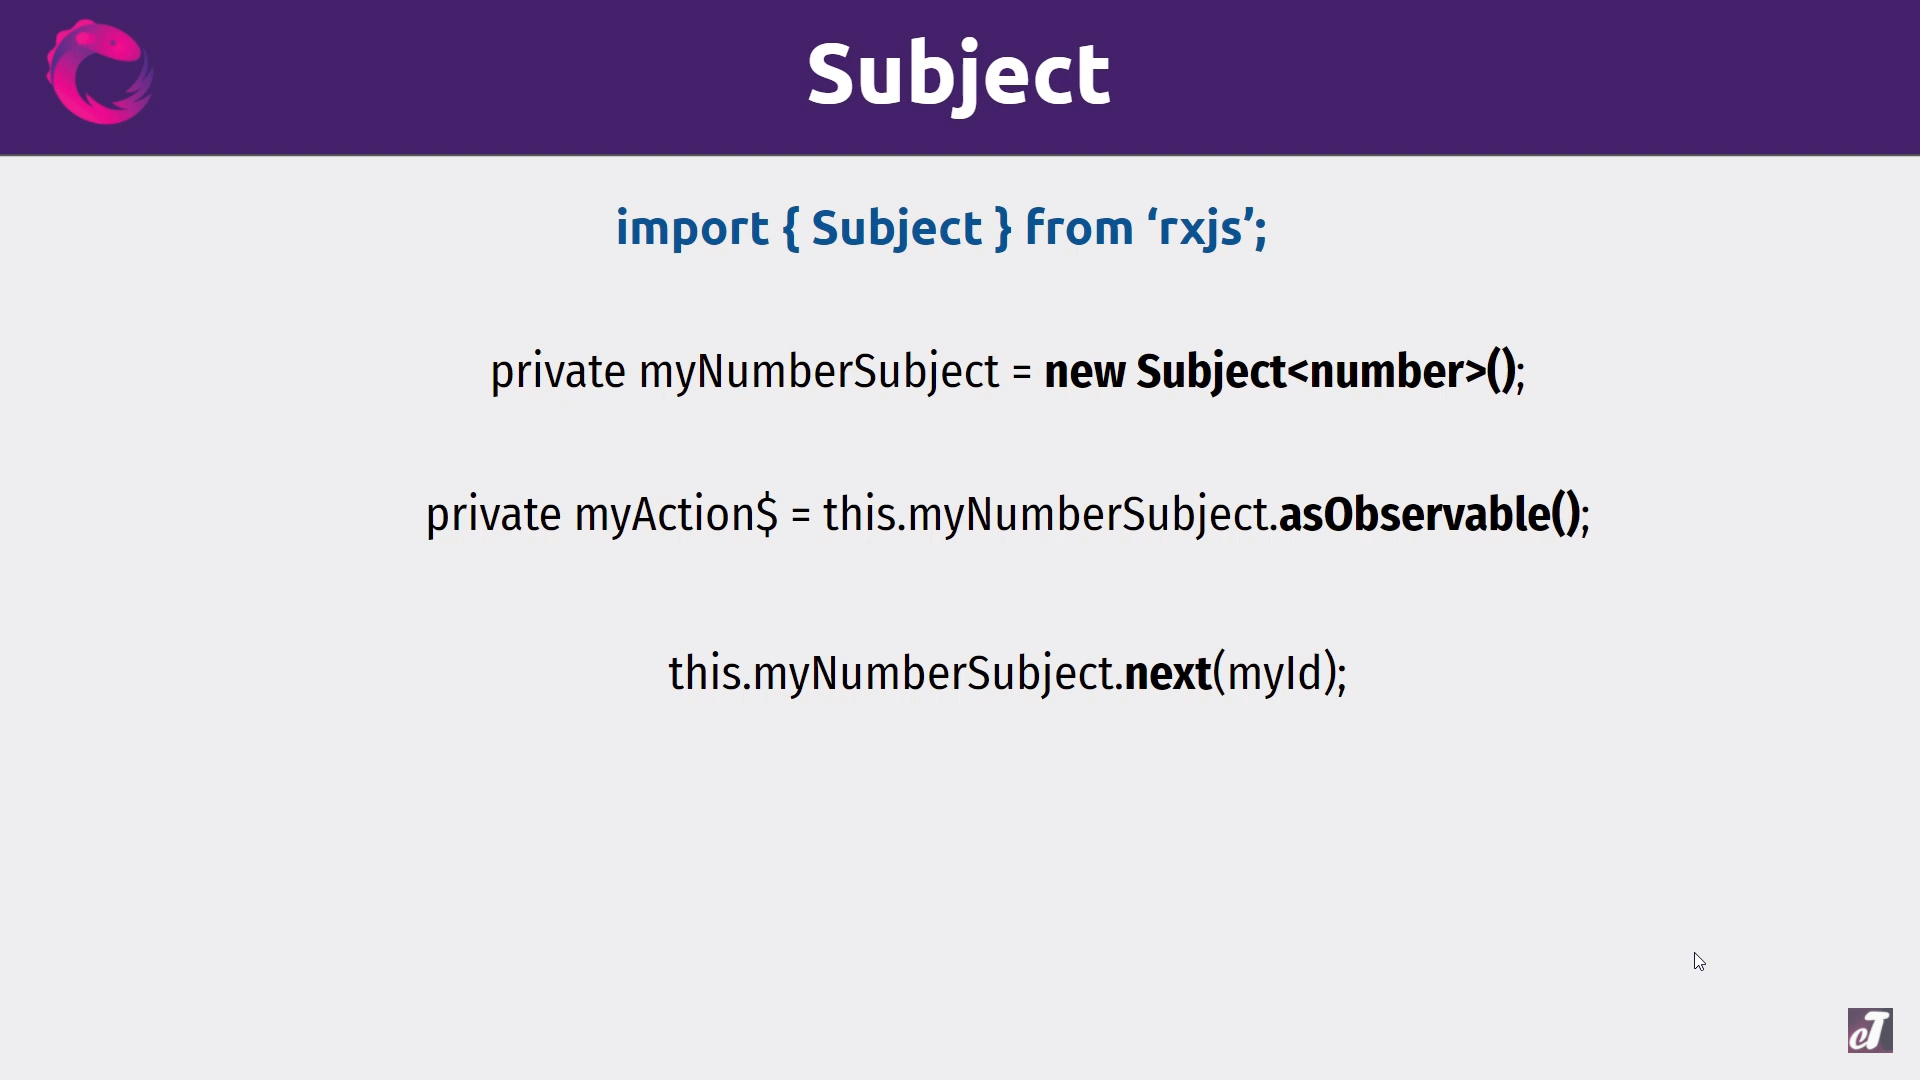 Subject
import { Subject } from ‘rxjs’;
private myNumberSubject = new Subject<number>();
private myAction$ = this.myNumberSubject.asObservable();
this.myNumberSubject.next(myId);
cT